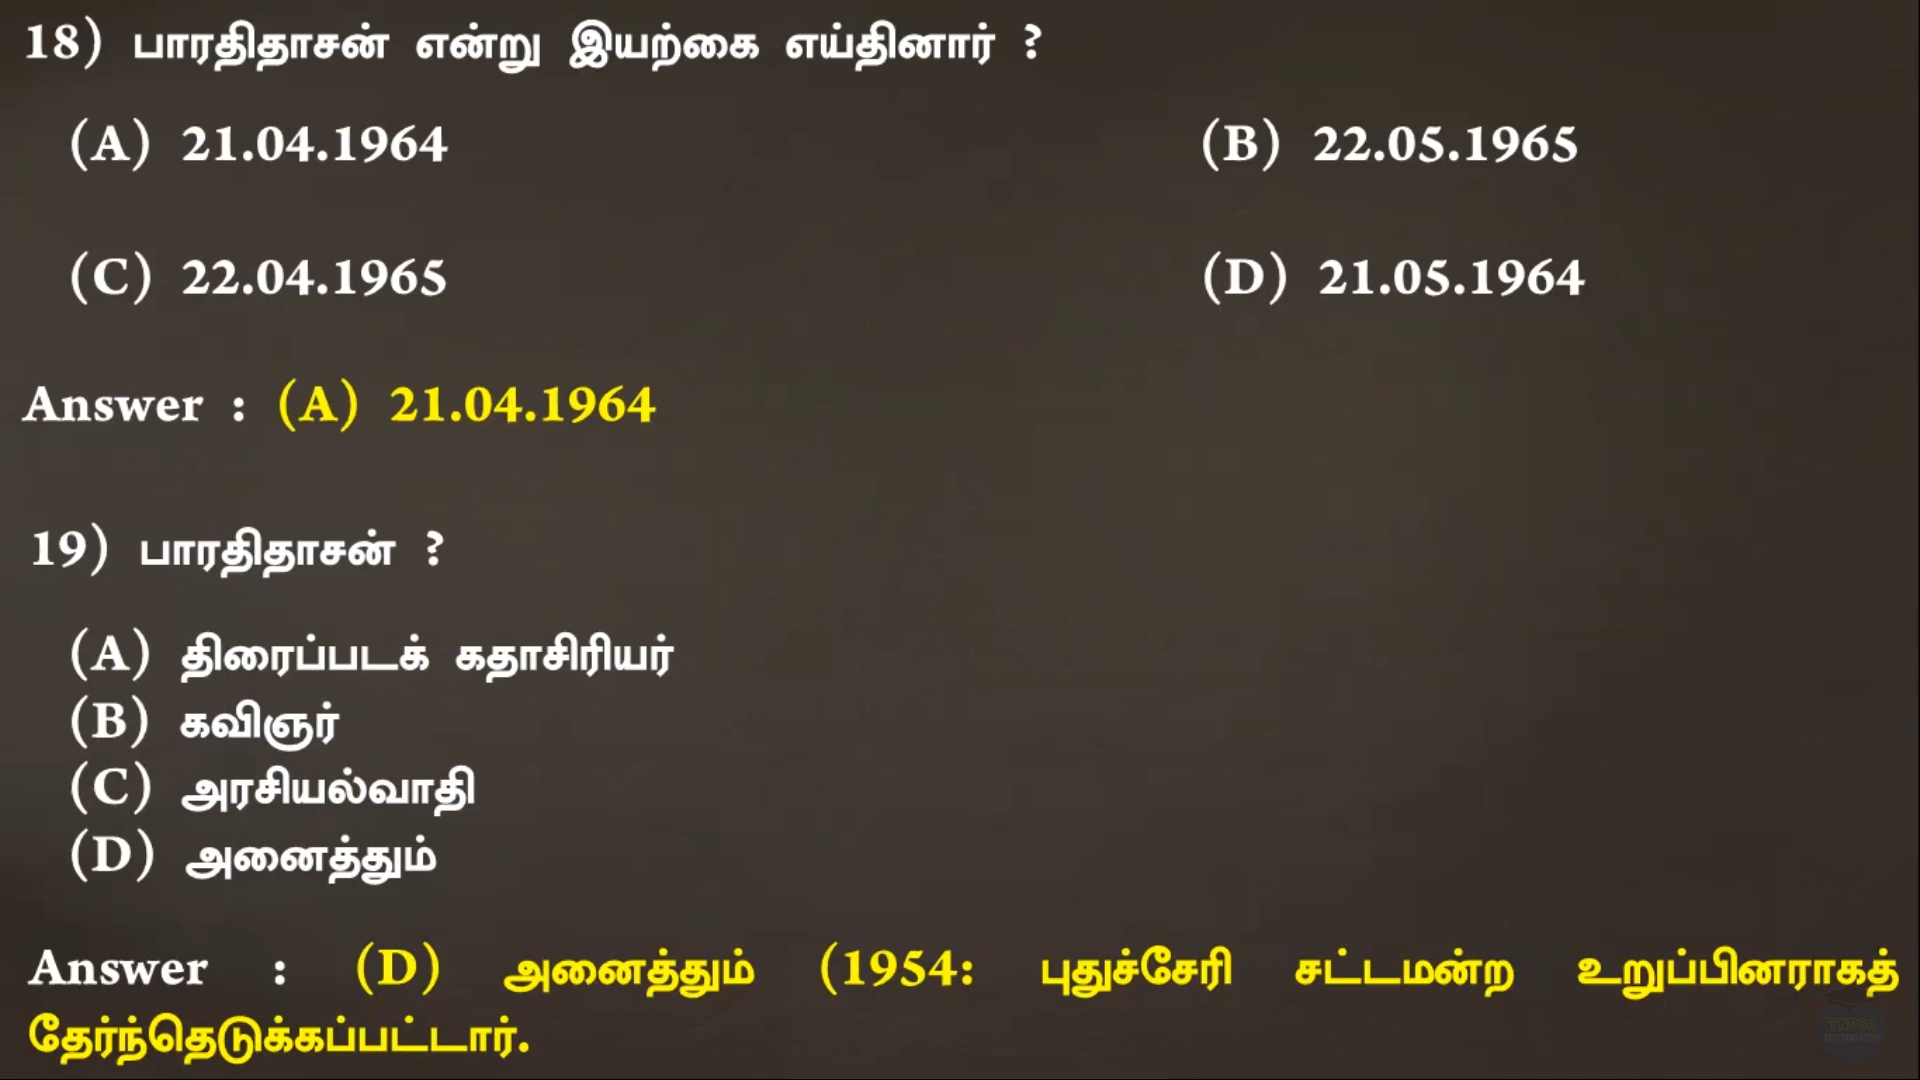 18) பாரதிதாசன் என்று இயற்கை எய்தினார் ?
(A) 21.04.1964 (B) 22.05.1965
(C) 22.04.1965 (D) 21.05.1964
Answer : (A) 21.04.1964
19) பாரதிதாசன் ?
(A) திரைப்படக் கதாசிரியர்
(B) கவிஞர்
(C) அரசியல்வாதி
(D) அனைத்தும்
Answer : (D) அனைத்தும் (1954: புதுச்சேரி சட்டமன்ற உறுப்பினராகத்
தேர்ந்தெடுக்கப்பட்டார்.
TNPSC